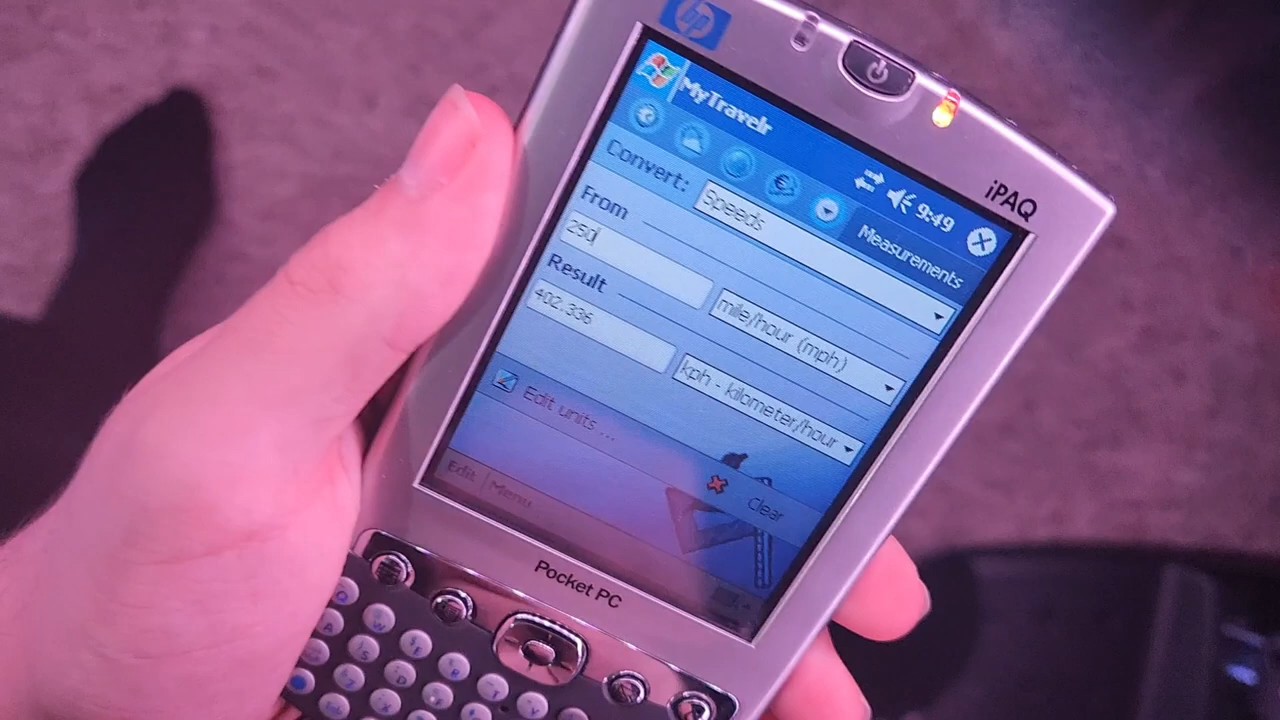 hp
iPAQ
MyTravelr
9:49
Measurements
Convert: Speeds
From
250
mile/hour (mph)
Result
402.336
kph - kilometer/hour
Edit units ...
Clear
Edit Menu
Pocket PC
Q W
A S D
E R
X